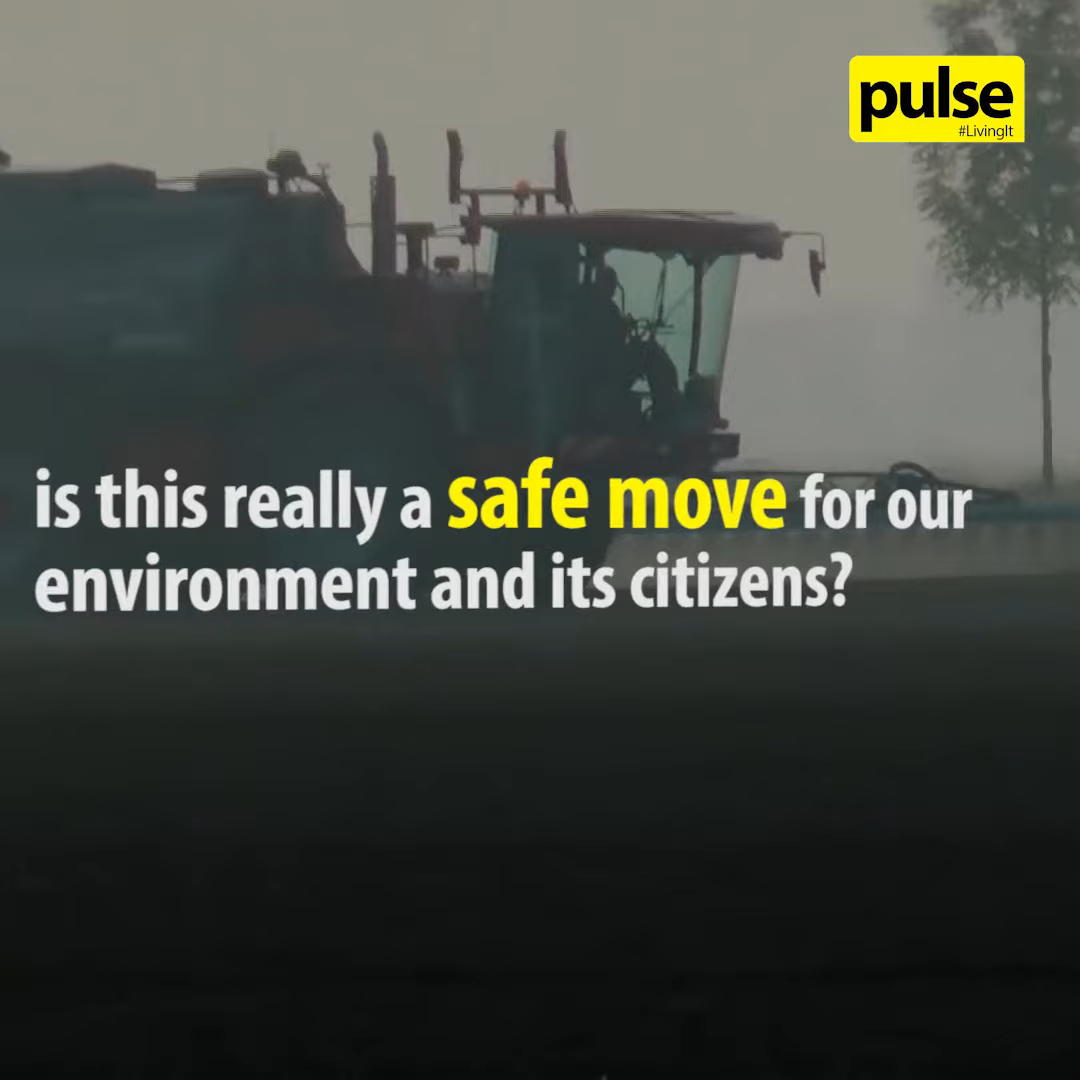 pulse
#LivingIt
is this really a safe move for our
environment and its citizens?